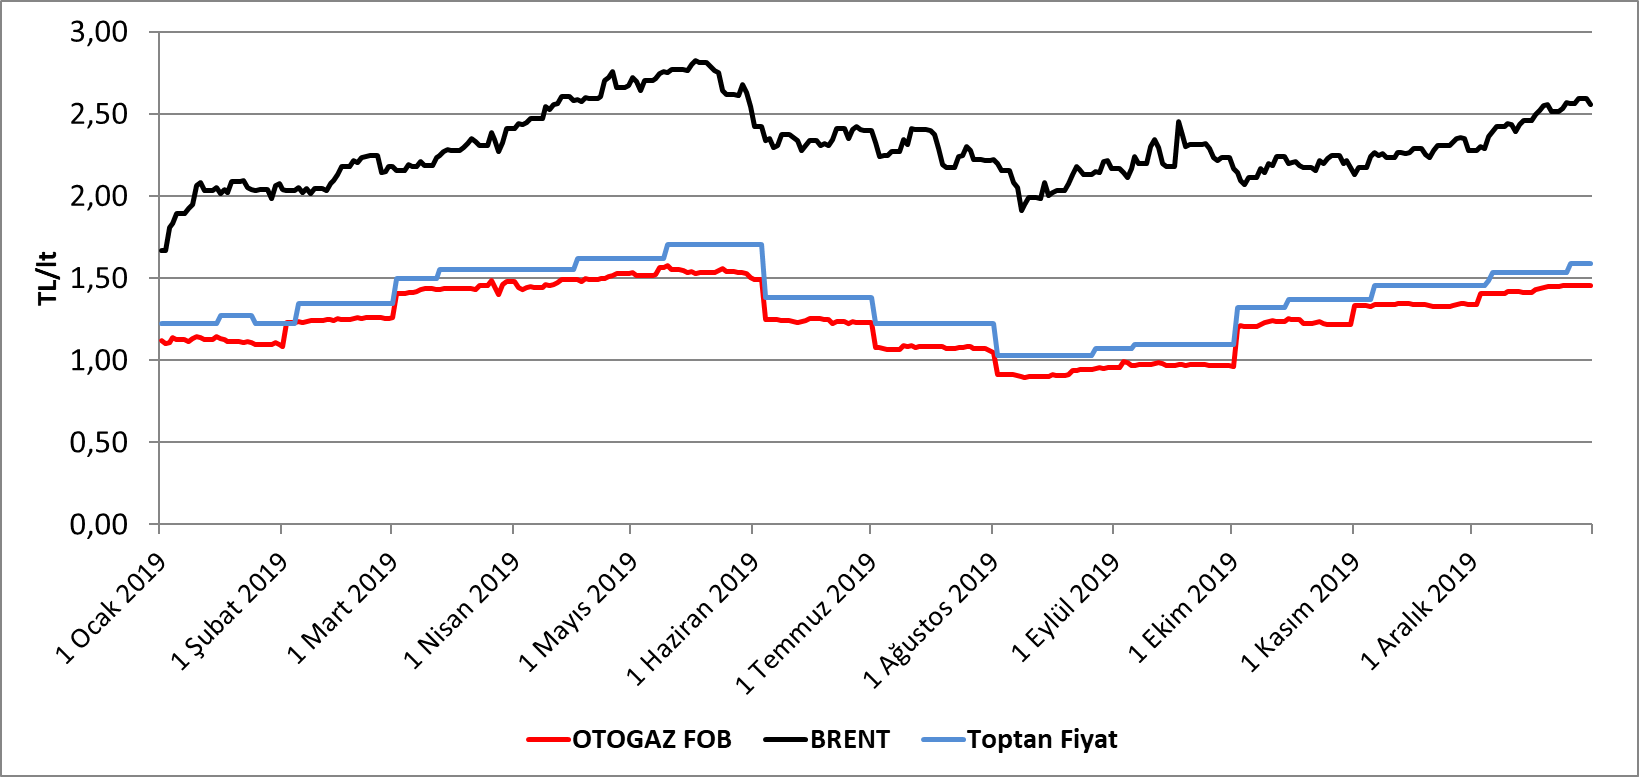 3,00
2,50
2,00
1,50
1,00
0,50
0,00
TL/lt
1 Ocak 2019
1 Şubat 2019
1 Mart 2019
1 Nisan 2019
1 Mayıs 2019
1 Haziran 2019
1 Temmuz 2019
1 Ağustos 2019
1 Eylül 2019
1 Ekim 2019
1 Kasım 2019
1 Aralık 2019
OTOGAZ FOB
BRENT
Toptan Fiyat